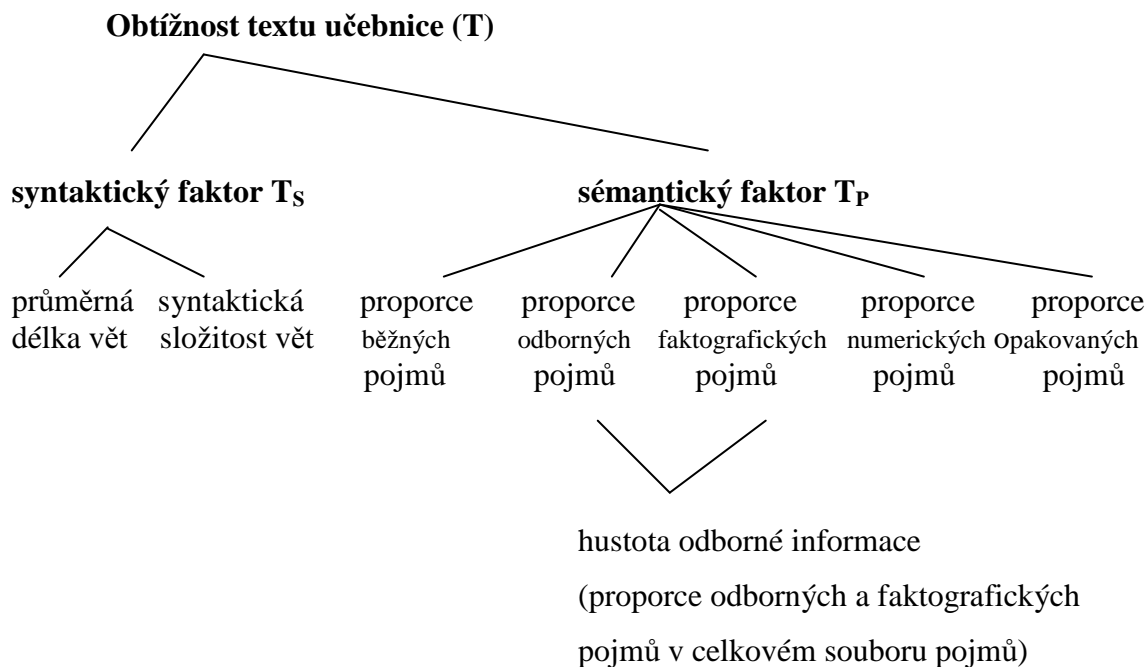 Obtížnost textu učebnice (T)
syntaktický faktor TS sémantický faktor TP
průměrná syntaktická proporce proporce proporce proporce proporce
délka vět složitost vět běžných odborných faktografických numerických opakovaných
pojmů pojmů pojmů pojmů pojmů
hustota odborné informace
(proporce odborných a faktografických
pojmů v celkovém souboru pojmů)